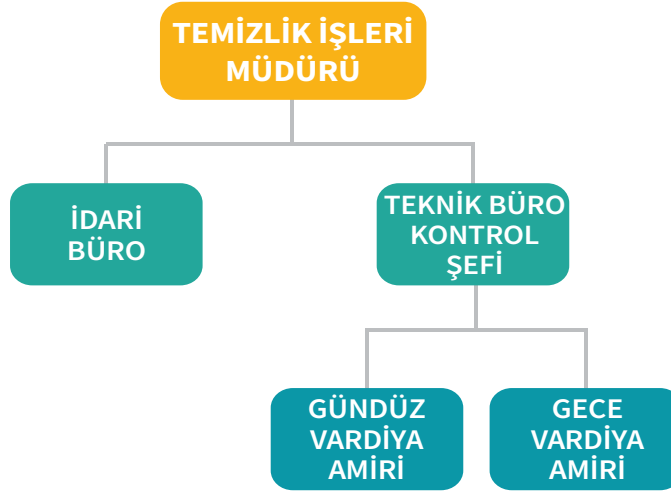 TEMİZLİK İŞLERİ
MÜDÜRÜ
İDARİ
BÜRO
TEKNİK BÜRO
KONTROL
ŞEFİ
GÜNDÜZ
VARDİYA
AMİRİ
GECE
VARDİYA
AMİRİ